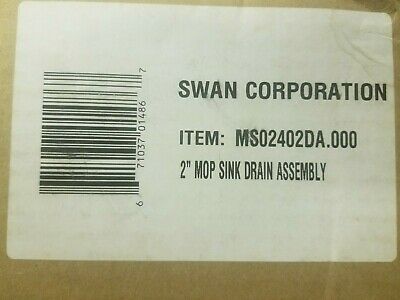 SWAN CORPORATION
ITEM: MS02402DA.000
2" MOP SINK DRAIN ASSEMBLY
6 71037 01486 7